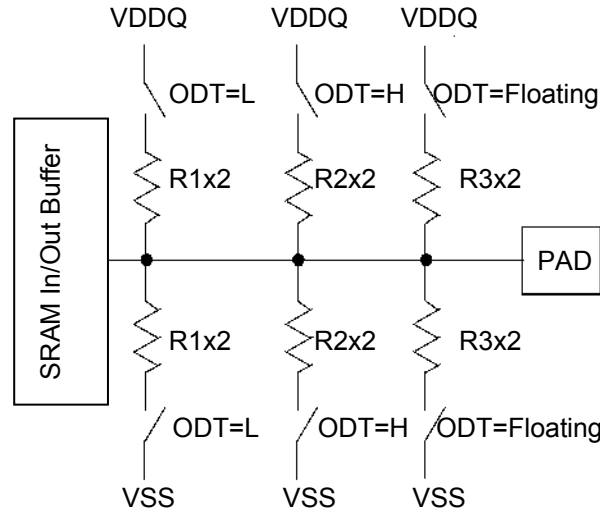 VDDQ VDDQ VDDQ
ODT=L ODT=H ODT=Floating
R1x2 R2x2 R3x2
SRAM In/Out Buffer
PAD
R1x2 R2x2 R3x2
ODT=L ODT=H ODT=Floating
VSS VSS VSS